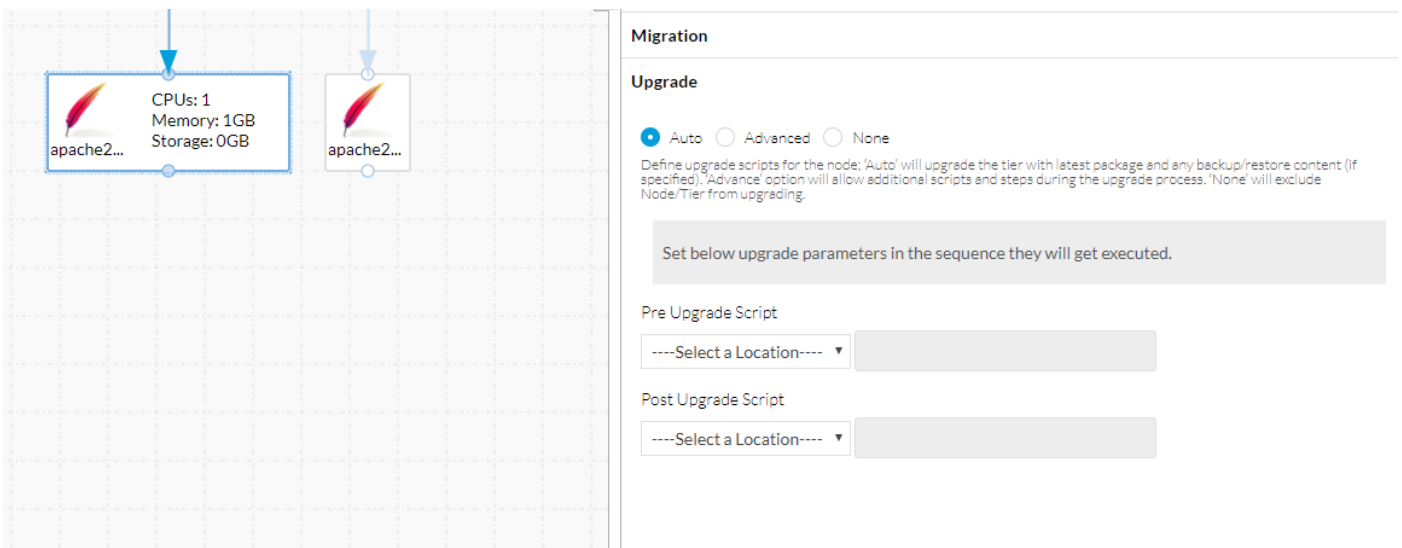 CPUs: 1
Memory: 1GB
Storage: 0GB
apache2...
apache2...
Migration
Upgrade
Auto Advanced None
Define upgrade scripts for the node; 'Auto' will upgrade the tier with latest package and any backup/restore content (if
specified). 'Advance' option will allow additional scripts and steps during the upgrade process. 'None' will exclude
Node/Tier from upgrading.
Set below upgrade parameters in the sequence they will get executed.
Pre Upgrade Script
----Select a Location----
Post Upgrade Script
----Select a Location----